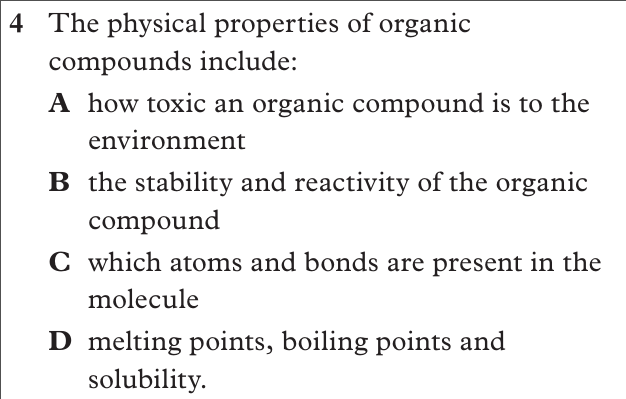 4 The physical properties of organic
compounds include:
A how toxic an organic compound is to the
environment
B the stability and reactivity of the organic
compound
C which atoms and bonds are present in the
molecule
D melting points, boiling points and
solubility.